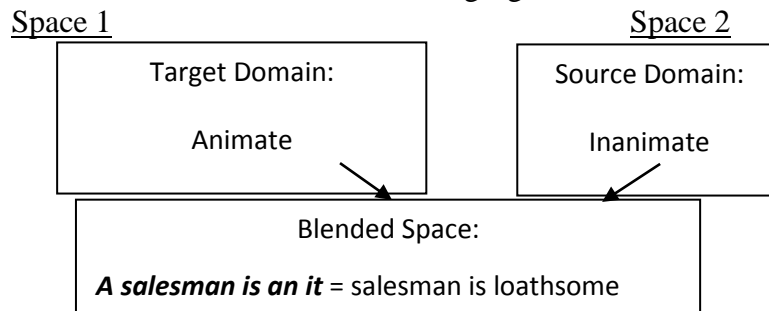 Space 1 Space 2
Target Domain:
Animate
Source Domain:
Inanimate
Blended Space:
A salesman is an it = salesman is loathsome